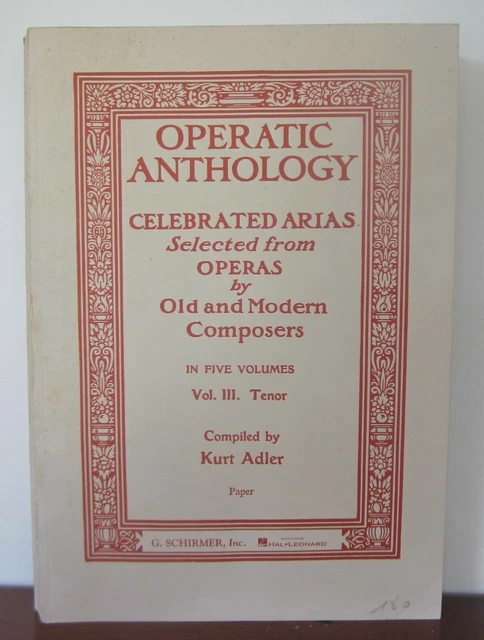 OPERATIC
ANTHOLOGY
CELEBRATED ARIAS
Selected from
OPERAS
by
Old and Modern
Composers
IN FIVE VOLUMES
Vol. III. Tenor
Compiled by
Kurt Adler
Paper
G. SCHIRMER, Inc.
HAL•LEONARD®